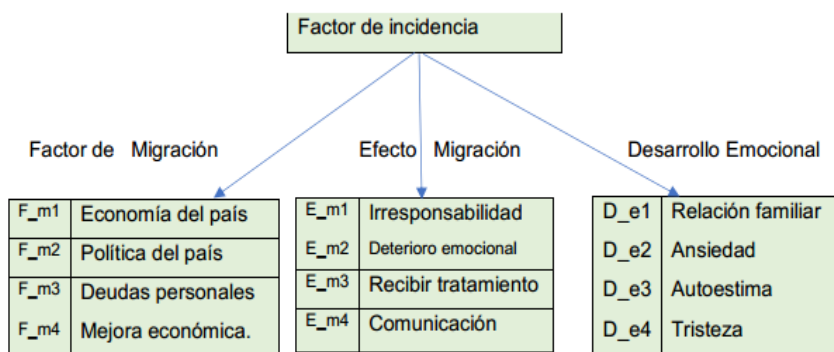 Factor de incidencia
Factor de Migración
Efecto Migración
Desarrollo Emocional
F_m1 Economía del país
F_m2 Política del país
F_m3 Deudas personales
F_m4 Mejora económica.
E_m1 Irresponsabilidad
E_m2 Deterioro emocional
E_m3 Recibir tratamiento
E_m4 Comunicación
D_e1 Relación familiar
D_e2 Ansiedad
D_e3 Autoestima
D_e4 Tristeza